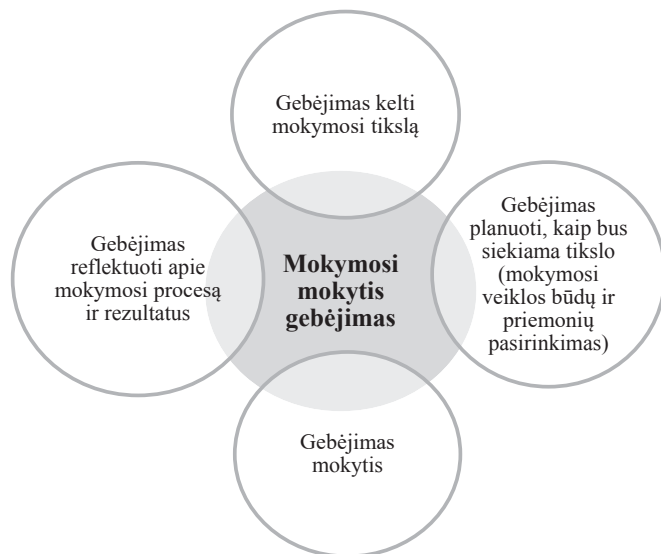 Gebėjimas kelti
mokymosi tikslą
Gebėjimas
reflektuoti apie
mokymosi procesą
ir rezultatus
Mokymosi
mokytis
gebėjimas
Gebėjimas
planuoti, kaip bus
siekiama tikslo
(mokymosi
veiklos būdų ir
priemonių
pasirinkimas)
Gebėjimas
mokytis